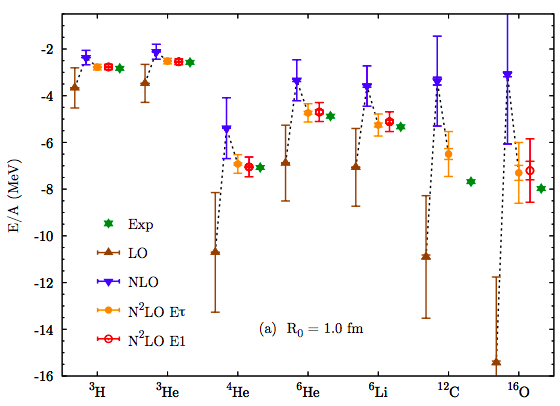 E/A (MeV)
-2
-4
-6
-8
-10
-12
-14
-16
Exp
LO
NLO
N²LO Eτ
N²LO E1
(a) R₀ = 1.0 fm
³H ³He ⁴He ⁶He ⁶Li ¹²C ¹⁶O